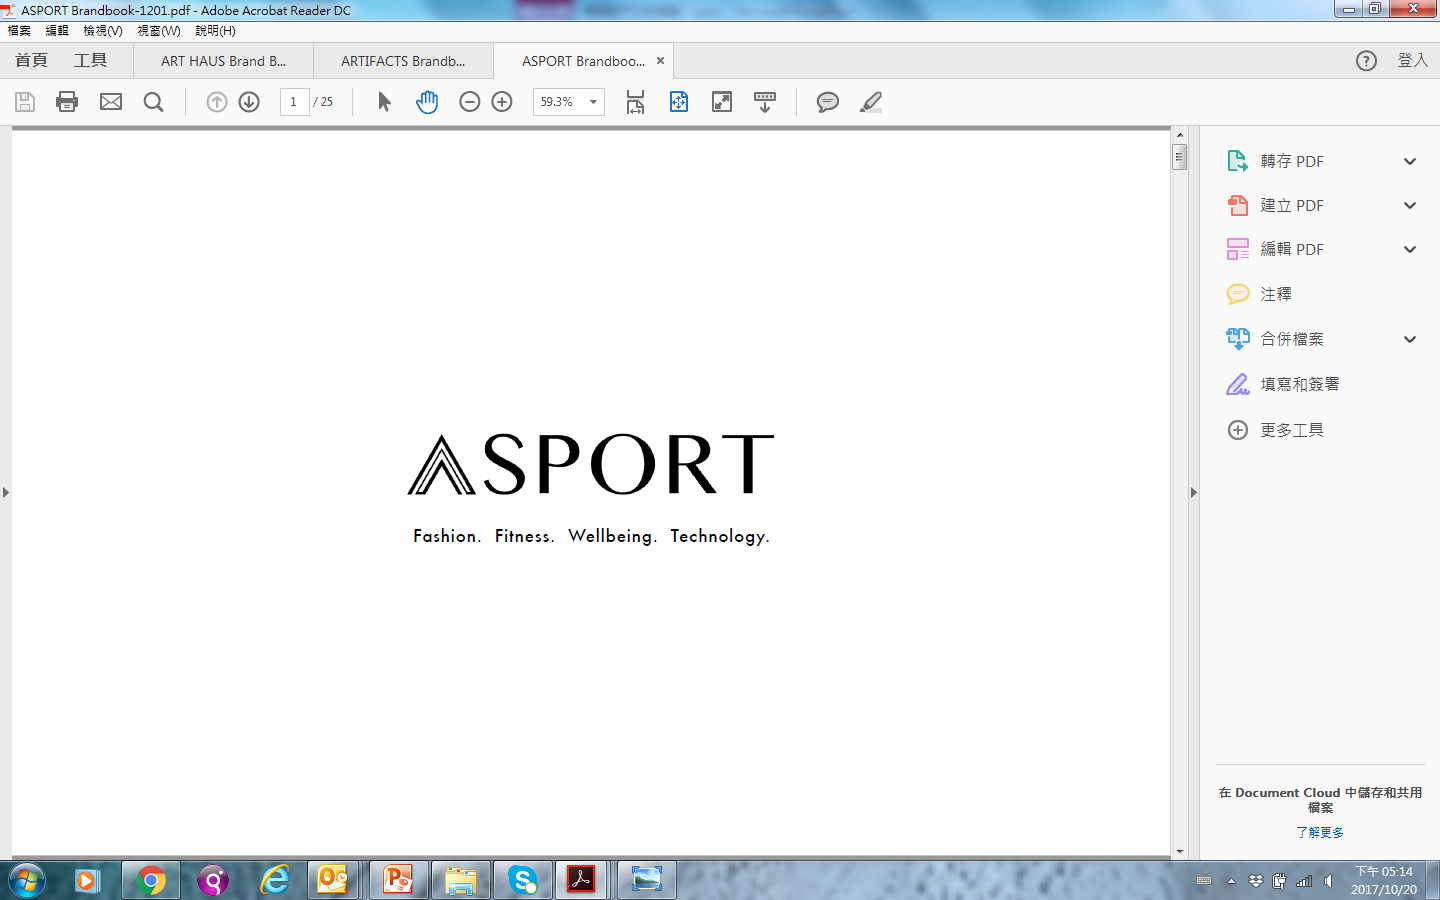 ASPORT Brandbook-1201.pdf - Adobe Acrobat Reader DC
檔案 編輯 檢視(V) 視窗(W) 說明(H)
首頁 工具 ART HAUS Brand B... ARTIFACTS Brandb... ASPORT Brandboo... × ? 登入
1 / 25 59.3%
轉存 PDF
建立 PDF
編輯 PDF
注釋
合併檔案
填寫和簽署
更多工具
ASPORT
Fashion. Fitness. Wellbeing. Technology.
在 Document Cloud 中儲存和共用
檔案
了解更多
下午 05:14
2017/10/20